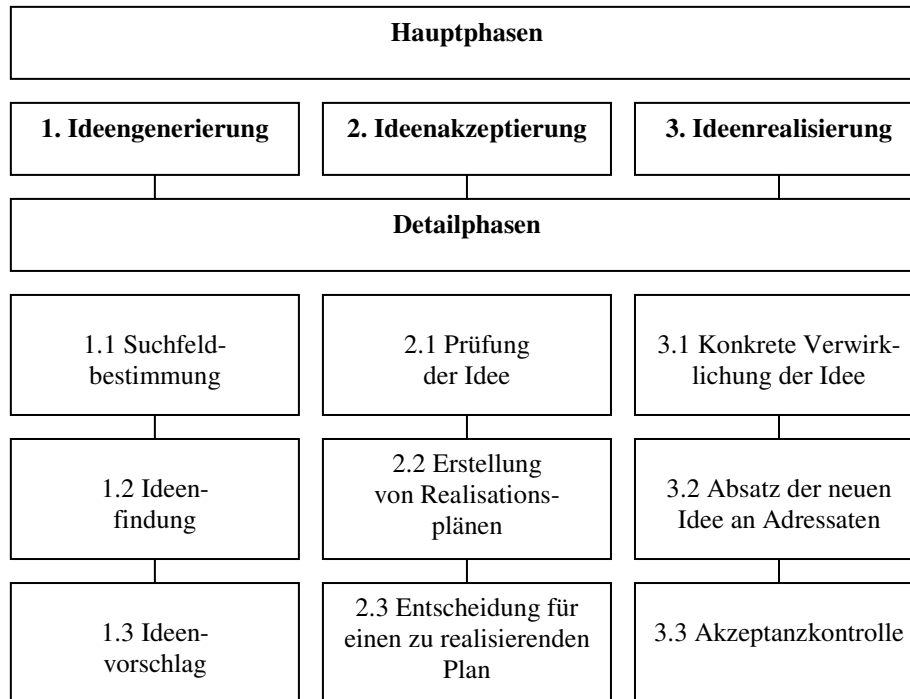 Hauptphasen
1. Ideengenerierung
2. Ideenakzeptierung
3. Ideenrealisierung
Detailphasen
1.1 Suchfeld-
bestimmung
2.1 Prüfung
der Idee
3.1 Konkrete Verwirk-
lichung der Idee
1.2 Ideen-
findung
2.2 Erstellung
von Realisations-
plänen
3.2 Absatz der neuen
Idee an Adressaten
1.3 Ideen-
vorschlag
2.3 Entscheidung für
einen zu realisierenden
Plan
3.3 Akzeptanzkontrolle